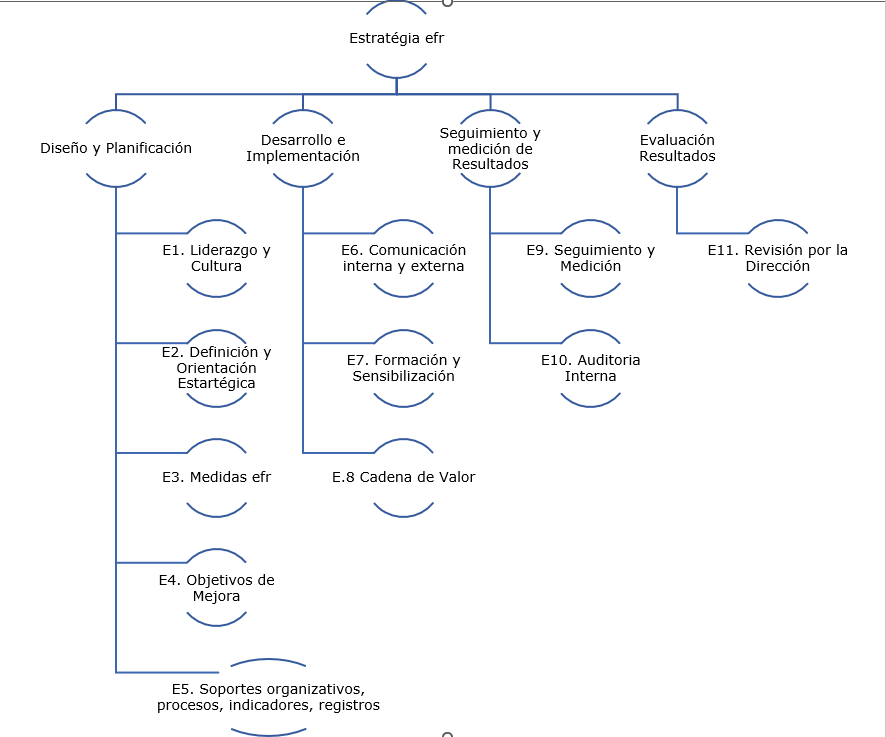 Estratégia efr
Diseño y Planificación
Desarrollo e
Implementación
Seguimiento y
medición de
Resultados
Evaluación
Resultados
E1. Liderazgo y
Cultura
E2. Definición y
Orientación
Estartégica
E3. Medidas efr
E4. Objetivos de
Mejora
E5. Soportes organizativos,
procesos, indicadores, registros
E6. Comunicación
interna y externa
E7. Formación y
Sensibilización
E.8 Cadena de Valor
E9. Seguimiento y
Medición
E10. Auditoria
Interna
E11. Revisión por la
Dirección